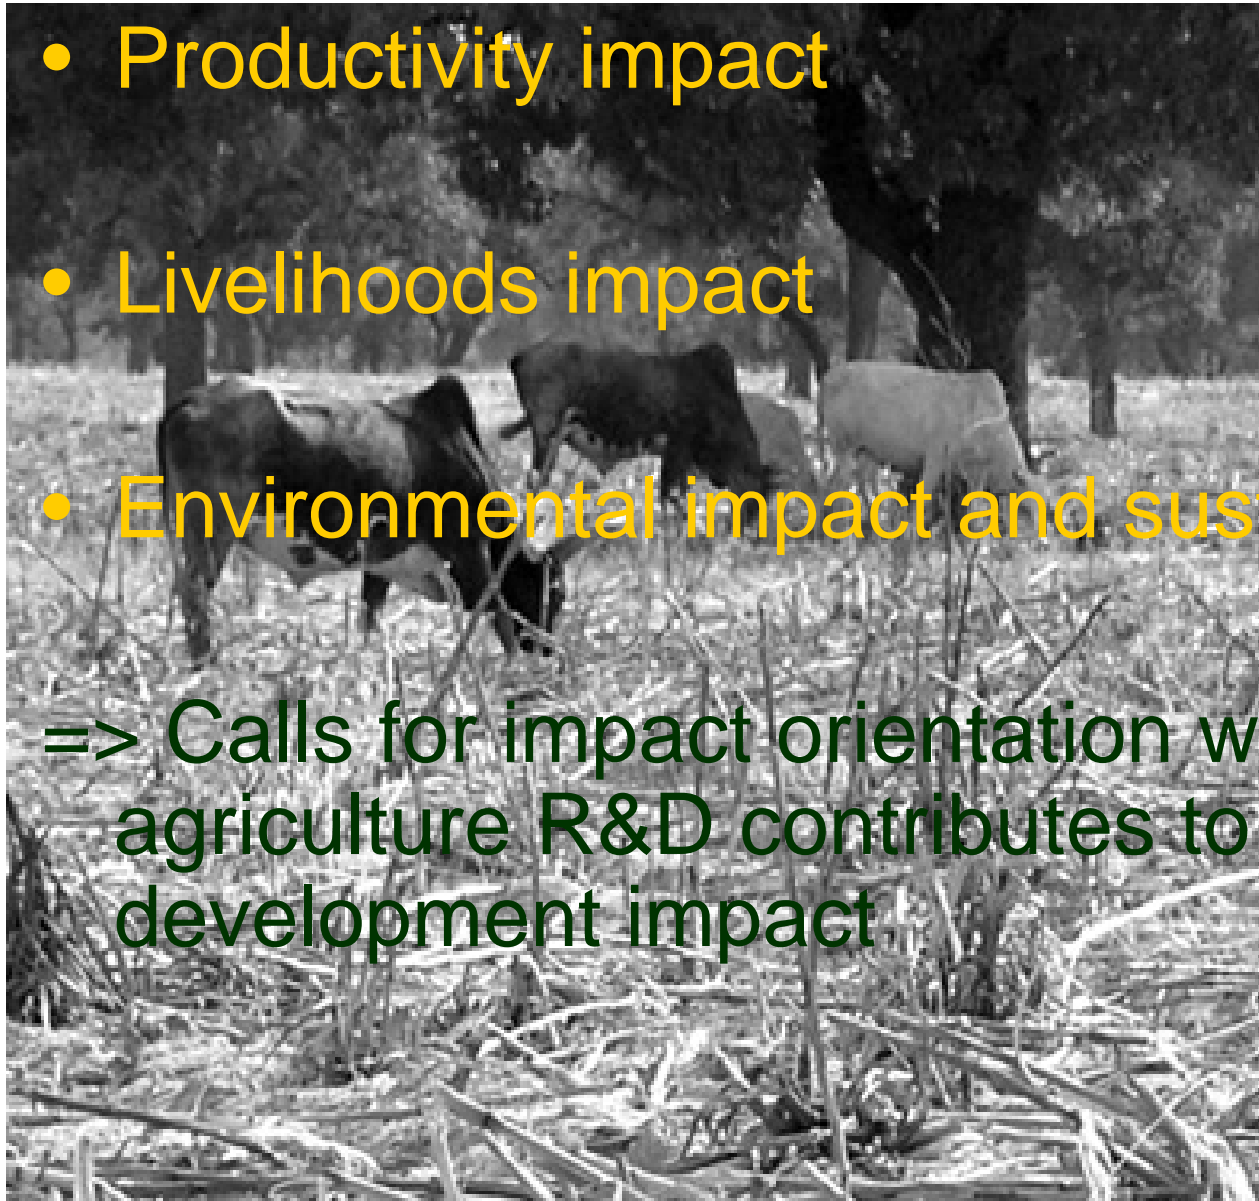 • Productivity impact
• Livelihoods impact
• Environmental impact and sus
=> Calls for impact orientation w
agriculture R&D contributes to
development impact